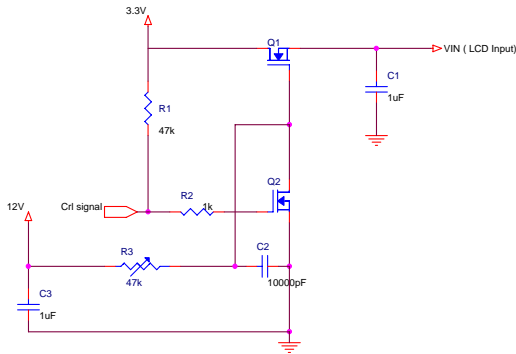 3.3V
Q1
VIN ( LCD Input)
C1
1uF
R1
47k
Q2
R2
1k
Crl signal
12V
R3
47k
C2
10000pF
C3
1uF